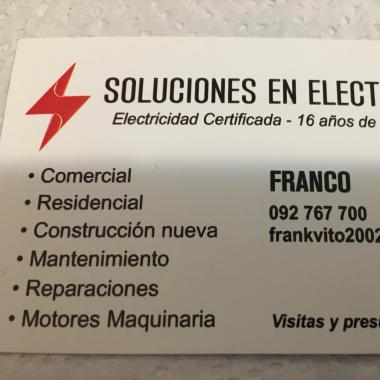 SOLUCIONES EN ELECT
Electricidad Certificada - 16 años de
• Comercial
• Residencial
• Construcción nueva
• Mantenimiento
• Reparaciones
• Motores Maquinaria
FRANCO
092 767 700
frankvito2002
Visitas y presu